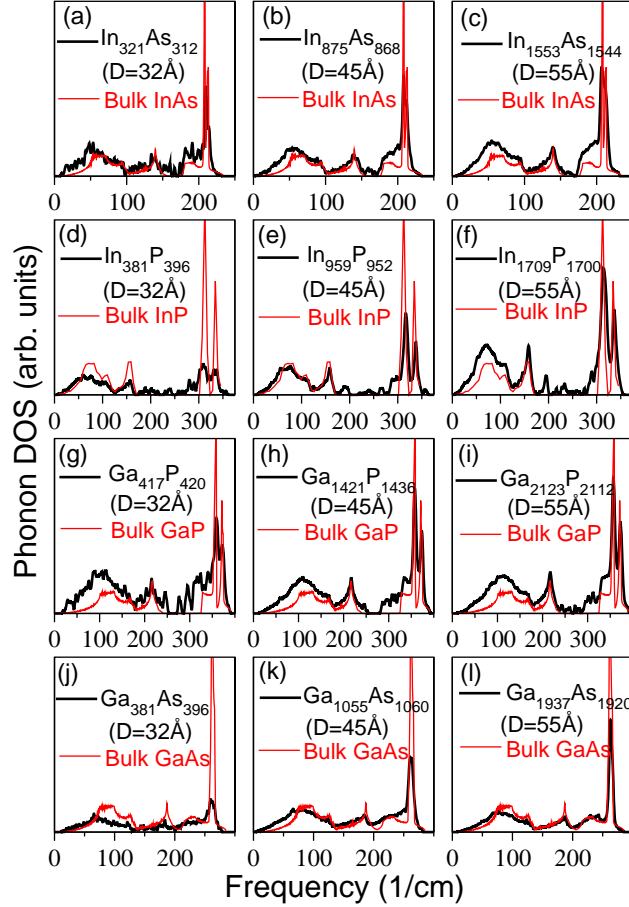 (a)
In321As312
(D=32Å)
Bulk InAs
0 100 200
(b)
In875As868
(D=45Å)
Bulk InAs
0 100 200
(c)
In1553As1544
(D=55Å)
Bulk InAs
0 100 200
(d)
In381P396
(D=32Å)
Bulk InP
0 100 200 300
(e)
In959P952
(D=45Å)
Bulk InP
0 100 200 300
(f)
In1709P1700
(D=55Å)
Bulk InP
0 100 200 300
(g)
Ga417P420
(D=32Å)
Bulk GaP
0 100 200 300
(h)
Ga1421P1436
(D=45Å)
Bulk GaP
0 100 200 300
(i)
Ga2123P2112
(D=55Å)
Bulk GaP
0 100 200 300
(j)
Ga381As396
(D=32Å)
Bulk GaAs
0 100 200
(k)
Ga1055As1060
(D=45Å)
Bulk GaAs
0 100 200
(l)
Ga1937As1920
(D=55Å)
Bulk GaAs
0 100 200
Phonon DOS (arb. units)
Frequency (1/cm)